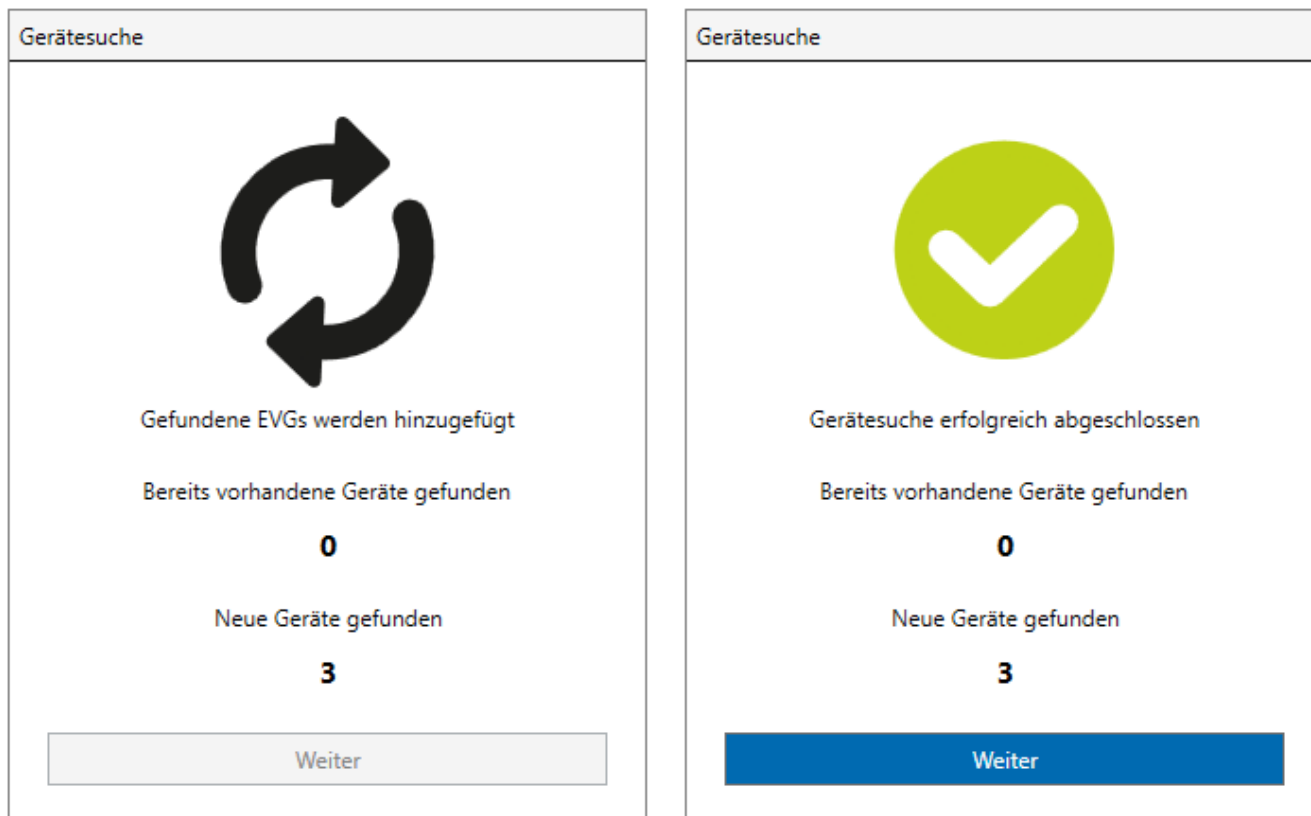 Gerätesuche
Gefundene EVGs werden hinzugefügt
Bereits vorhandene Geräte gefunden
0
Neue Geräte gefunden
3
Weiter
Gerätesuche
Gerätesuche erfolgreich abgeschlossen
Bereits vorhandene Geräte gefunden
0
Neue Geräte gefunden
3
Weiter